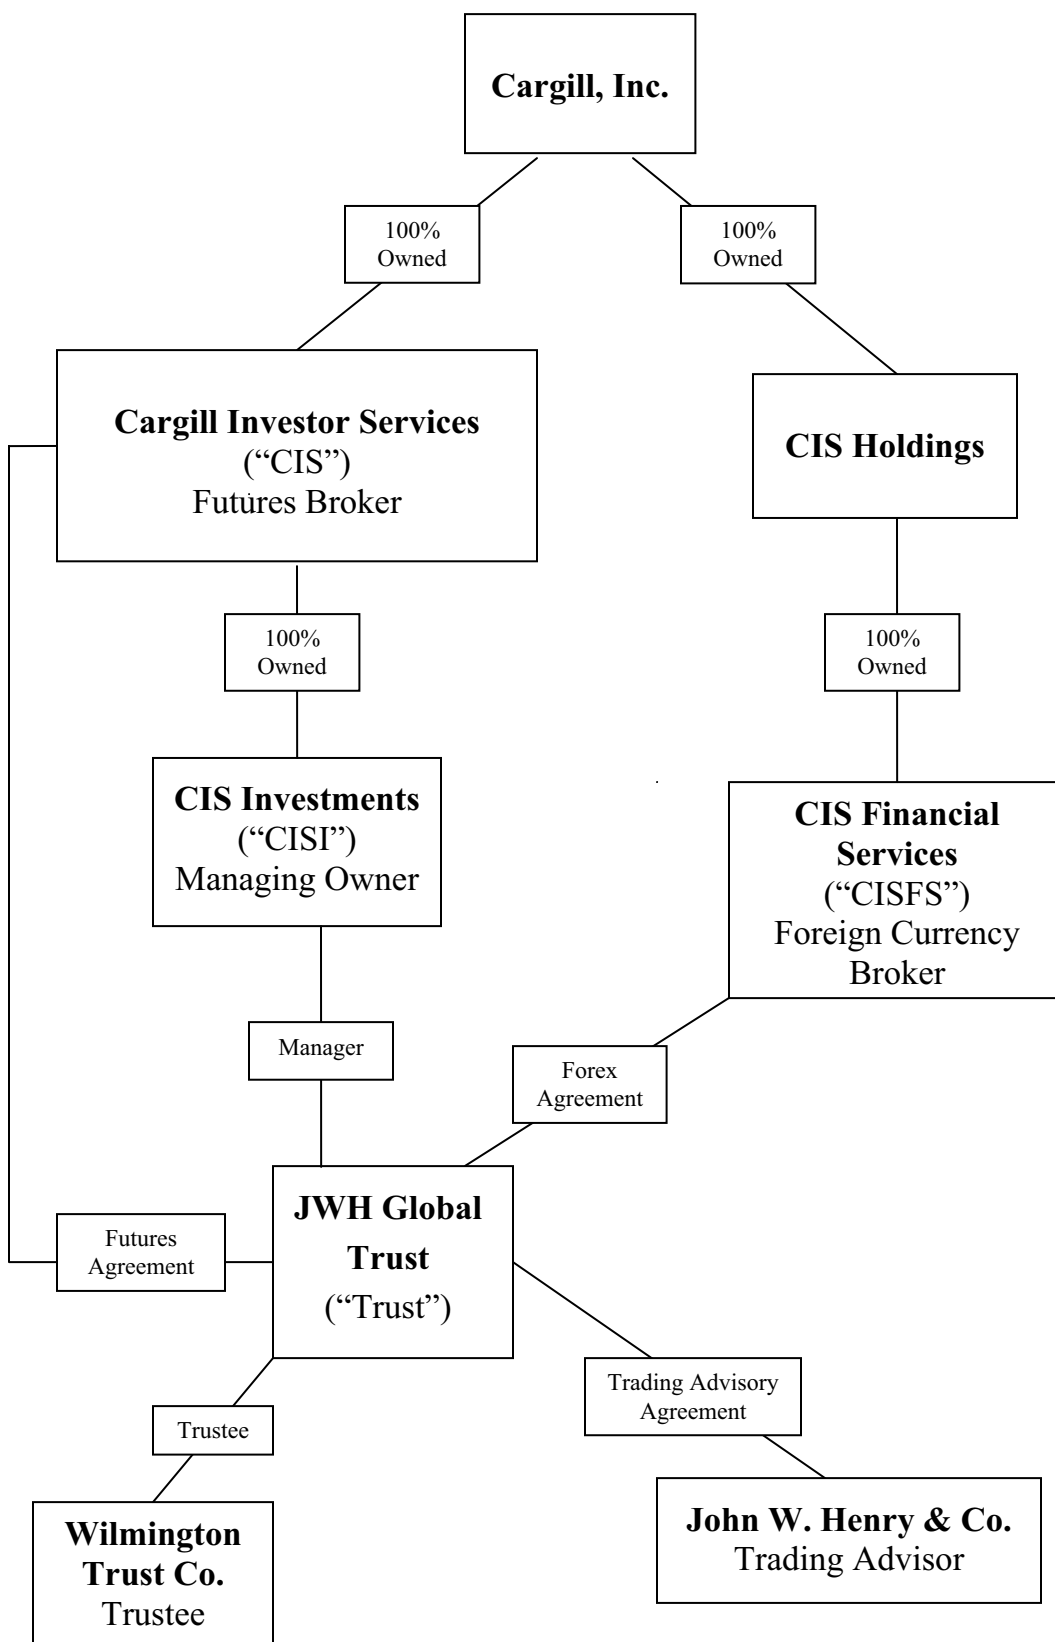 Cargill, Inc.
100%
Owned
100%
Owned
Cargill Investor Services
(“CIS”)
Futures Broker
CIS Holdings
100%
Owned
100%
Owned
CIS Investments
(“CISI”)
Managing Owner
CIS Financial
Services
(“CISFS”)
Foreign Currency
Broker
Manager
Forex
Agreement
JWH Global
Trust
(“Trust”)
Futures
Agreement
Trading Advisory
Agreement
Trustee
Wilmington
Trust Co.
Trustee
John W. Henry & Co.
Trading Advisor